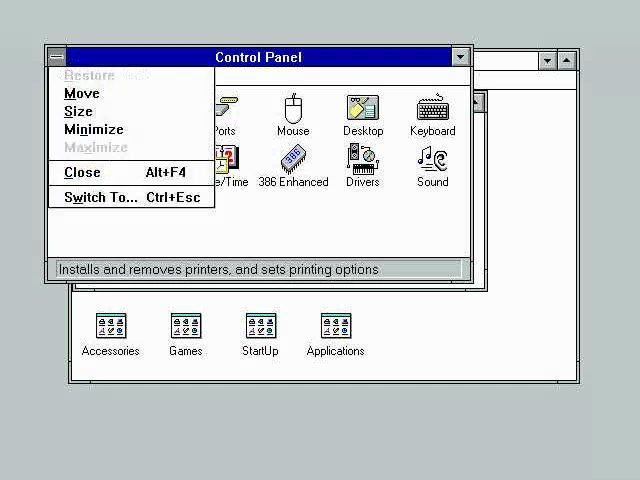 Control Panel
Restore
Move
Size
Minimize
Maximize
Close Alt+F4
Switch To... Ctrl+Esc
Ports Mouse Desktop Keyboard
e/Time 386 Enhanced Drivers Sound
386
Installs and removes printers, and sets printing options
Accessories Games StartUp Applications